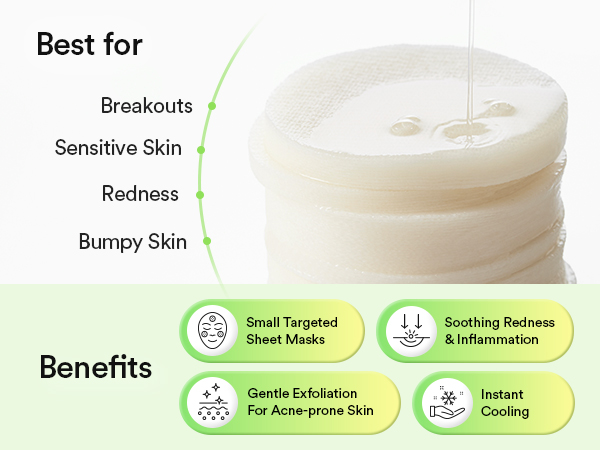 Best for
Breakouts
Sensitive Skin
Redness
Bumpy Skin
Benefits
Small Targeted
Sheet Masks
Soothing Redness
& Inflammation
Gentle Exfoliation
For Acne-prone Skin
Instant
Cooling